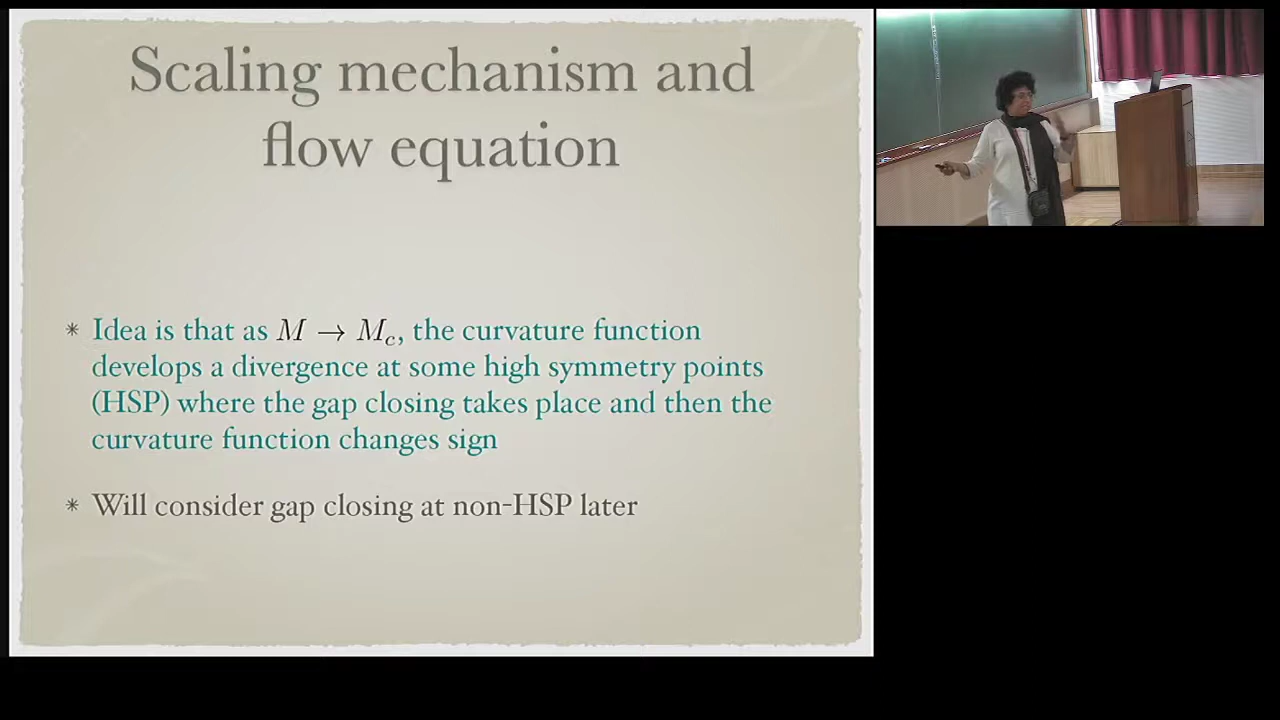 Scaling mechanism and
flow equation
* Idea is that as M → M_c, the curvature function
develops a divergence at some high symmetry points
(HSP) where the gap closing takes place and then the
curvature function changes sign
* Will consider gap closing at non-HSP later